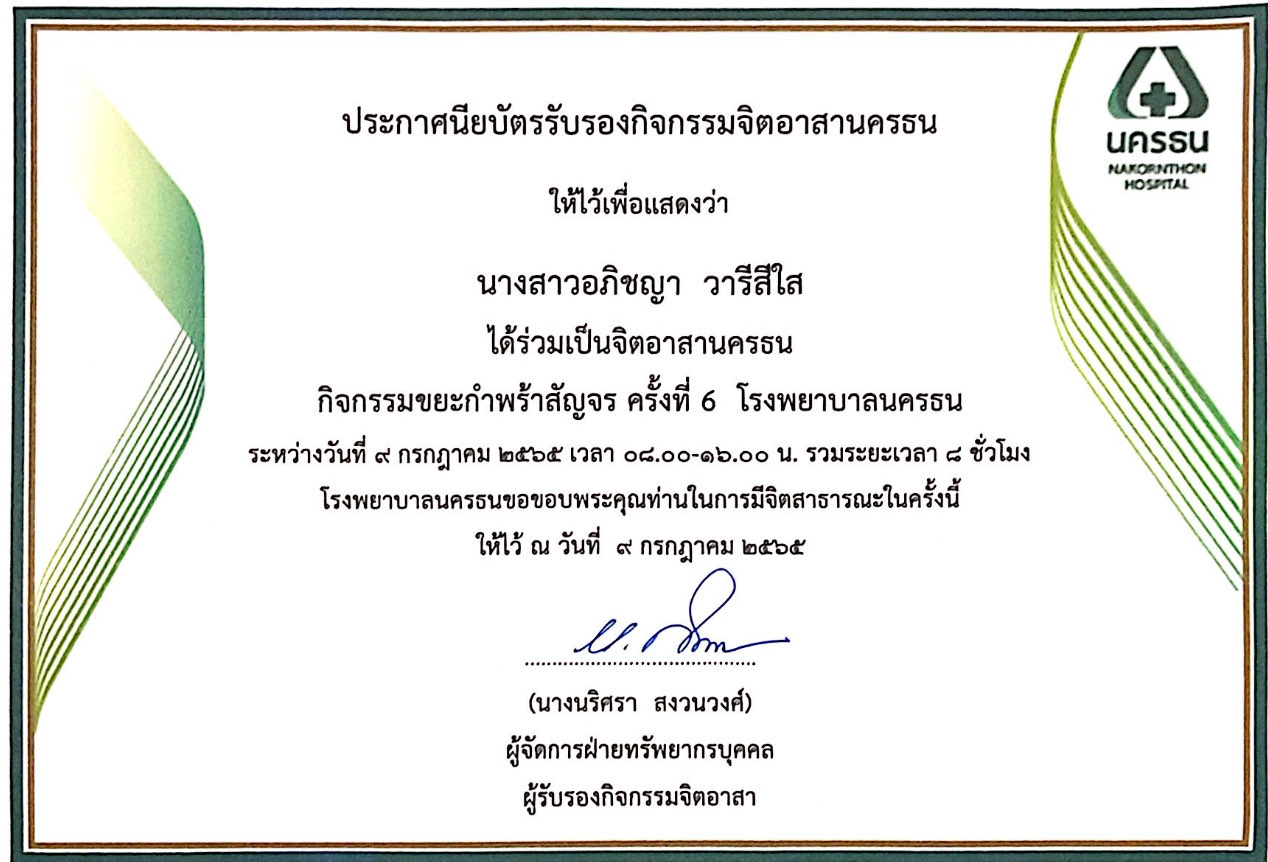 นครธน
NAKORNTHON
HOSPITAL
ประกาศนียบัตรรับรองกิจกรรมจิตอาสานครธน
ให้ไว้เพื่อแสดงว่า
นางสาวอภิชญา วารีสีใส
ได้ร่วมเป็นจิตอาสานครธน
กิจกรรมขยะกำพร้าสัญจร ครั้งที่ 6 โรงพยาบาลนครธน
ระหว่างวันที่ ๙ กรกฎาคม ๒๕๖๕ เวลา ๐๘.๐๐-๑๖.๐๐ น. รวมระยะเวลา ๘ ชั่วโมง
โรงพยาบาลนครธนขอขอบพระคุณท่านในการมีจิตสาธารณะในครั้งนี้
ให้ไว้ ณ วันที่ ๙ กรกฎาคม ๒๕๖๕
(นางนริศรา สงวนวงศ์)
ผู้จัดการฝ่ายทรัพยากรบุคคล
ผู้รับรองกิจกรรมจิตอาสา